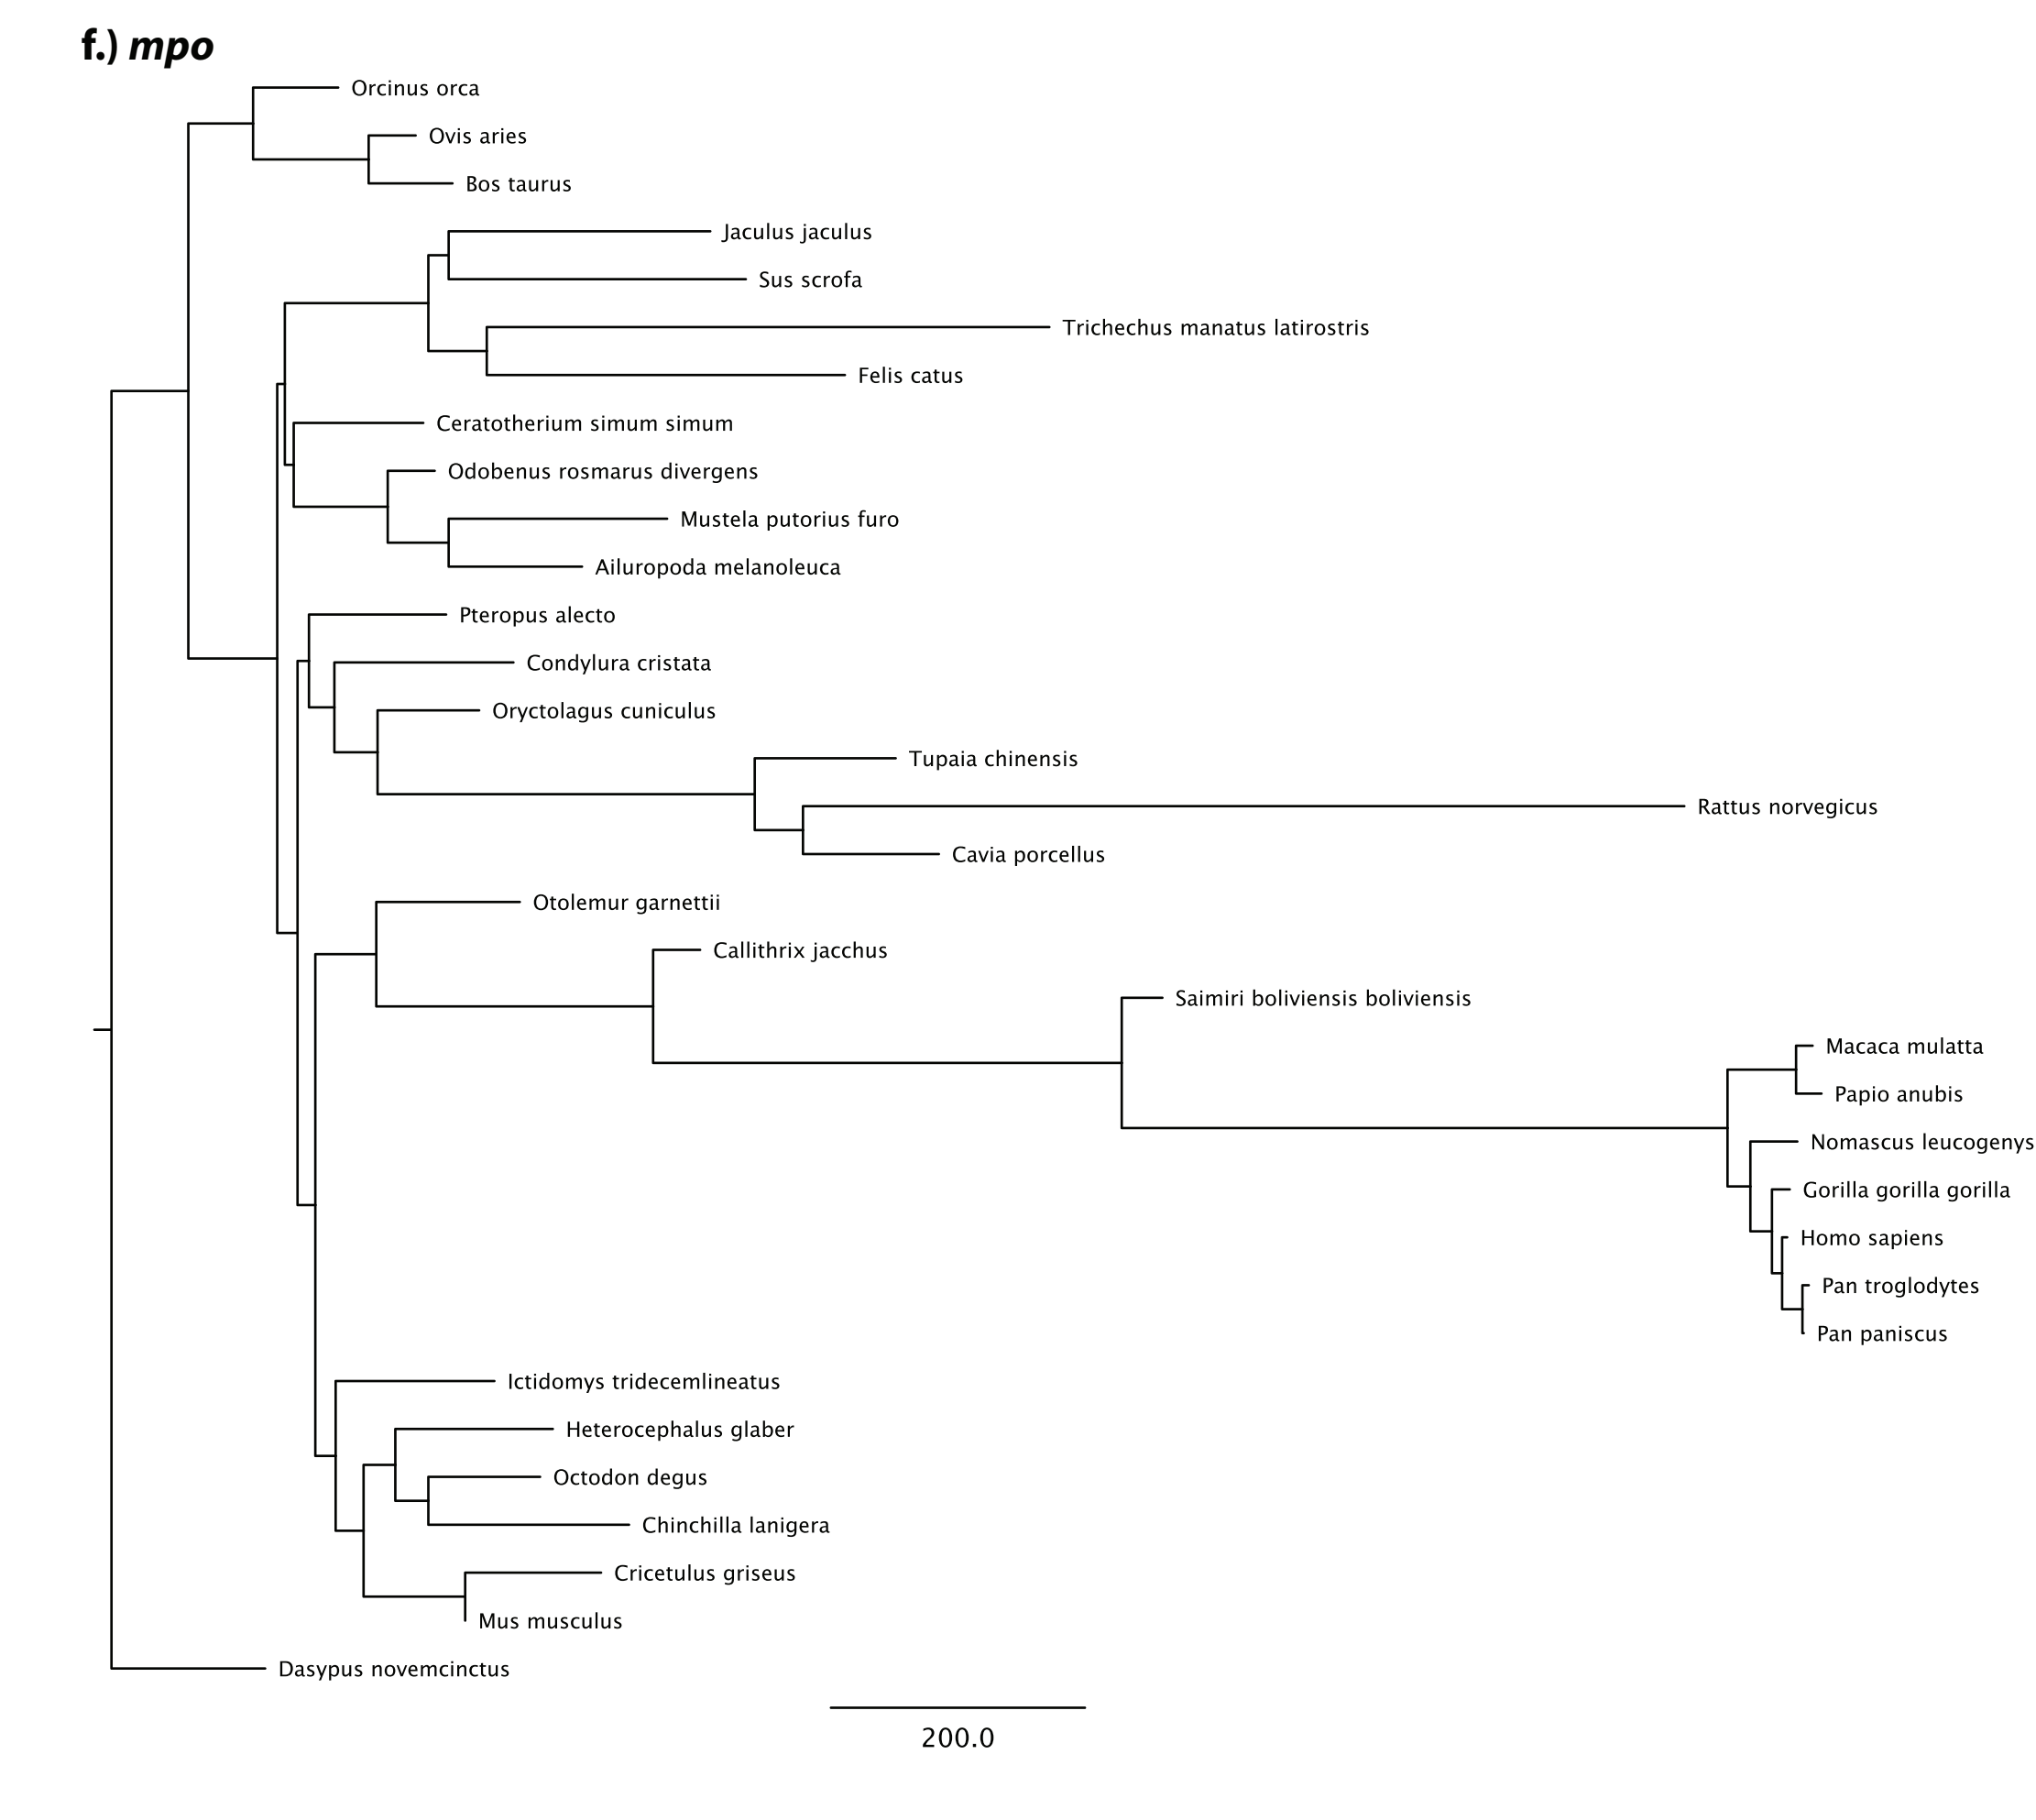 f.) mpo
Orcinus orca
Ovis aries
Bos taurus
Jaculus jaculus
Sus scrofa
Trichechus manatus latirostris
Felis catus
Ceratotherium simum simum
Odobenus rosmarus divergens
Mustela putorius furo
Ailuropoda melanoleuca
Pteropus alecto
Condylura cristata
Oryctolagus cuniculus
Tupaia chinensis
Rattus norvegicus
Cavia porcellus
Otolemur garnettii
Callithrix jacchus
Saimiri boliviensis boliviensis
Macaca mulatta
Papio anubis
Nomascus leucogenys
Gorilla gorilla gorilla
Homo sapiens
Pan troglodytes
Pan paniscus
Ictidomys tridecemlineatus
Heterocephalus glaber
Octodon degus
Chinchilla lanigera
Cricetulus griseus
Mus musculus
Dasypus novemcinctus
200.0